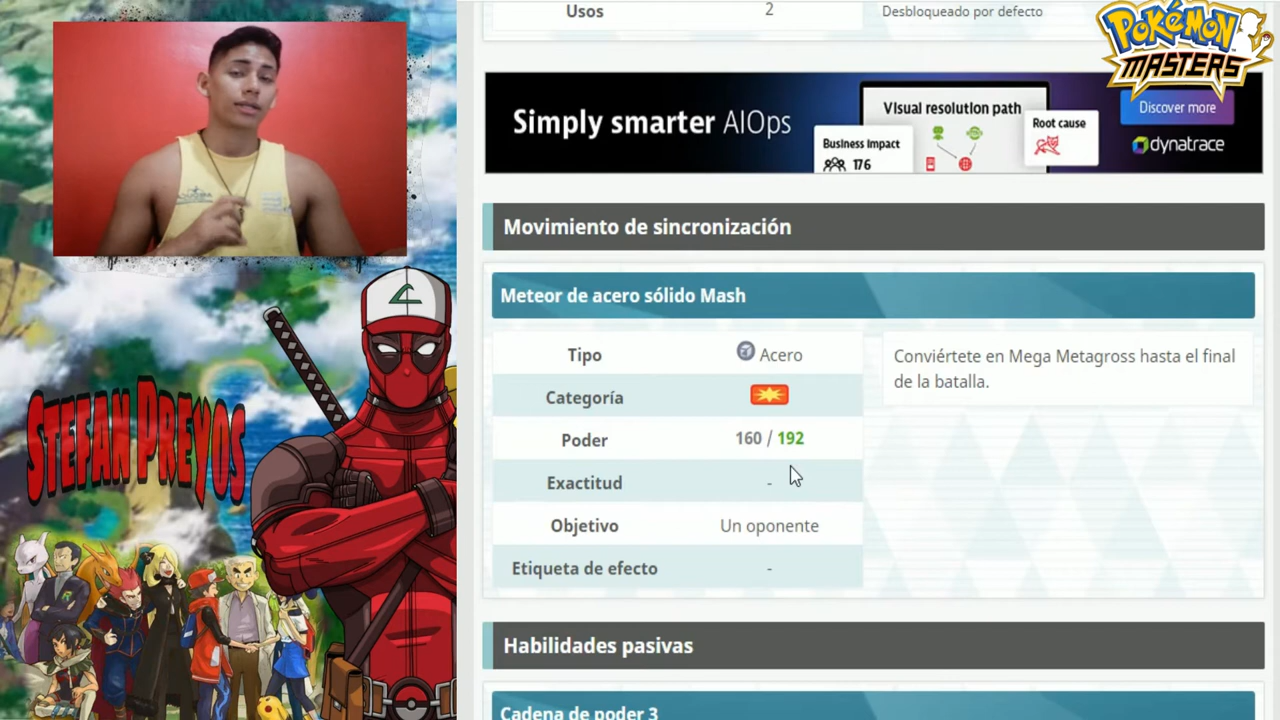 Usos 2 Desbloqueado por defecto
POKéMON
MASTERS
Simply smarter AIOps
Visual resolution path
Business impact
176
Root cause
Discover more
dynatrace
Movimiento de sincronización
Meteor de acero sólido Mash
Tipo Acero
Conviértete en Mega Metagross hasta el final
de la batalla.
Categoría
Poder 160 / 192
Exactitud -
Objetivo Un oponente
Etiqueta de efecto -
STEFAN PREYOS
Habilidades pasivas
Cadena de poder 3